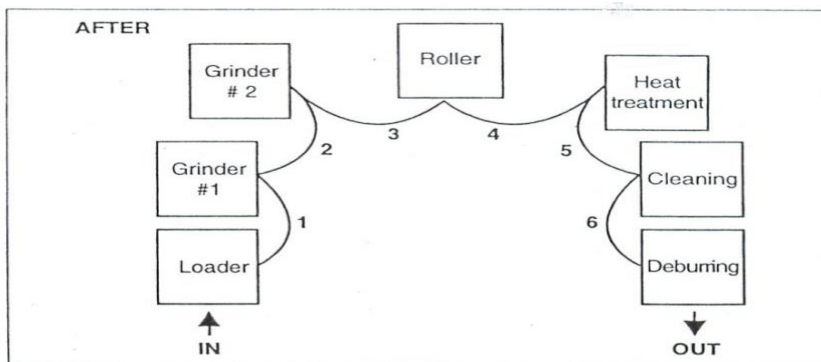 AFTER
Grinder
# 2
Roller
Heat
treatment
2
3
4
5
Grinder
#1
Cleaning
1
6
Loader
Deburring
IN
OUT